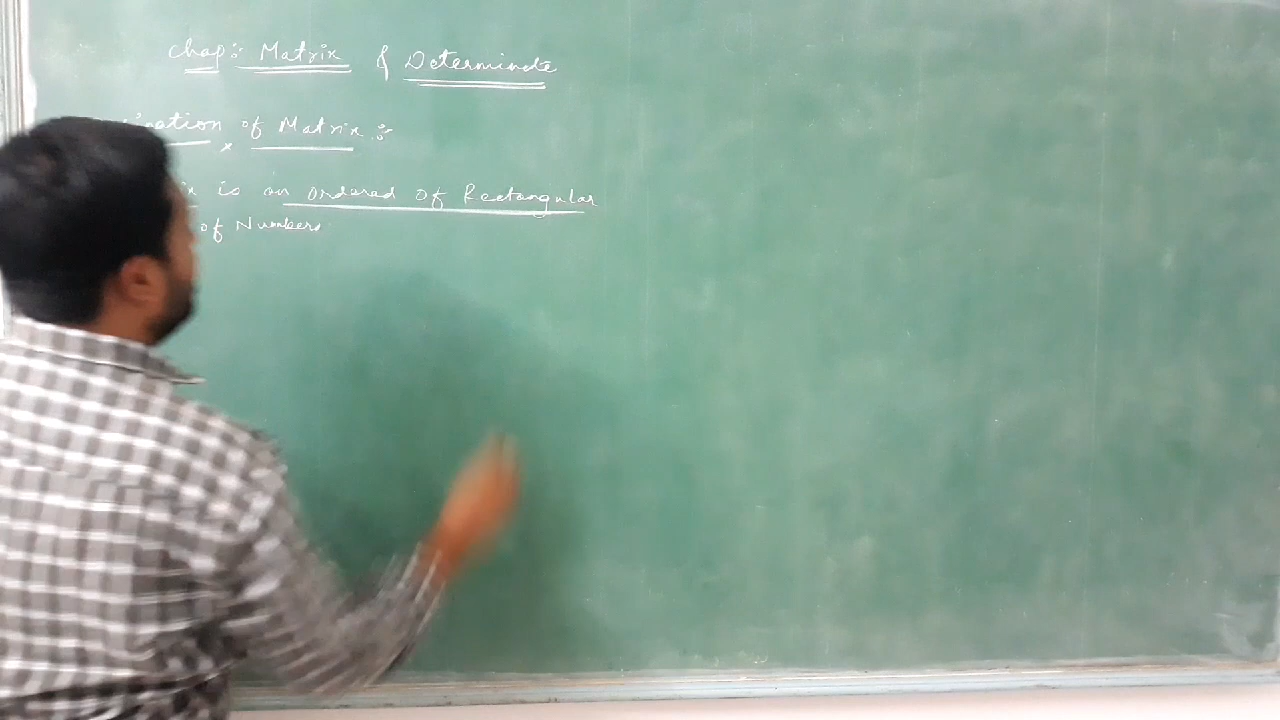 Chap:- Matrix & Determinate
of Matrix :-
is an ordered of Rectangular
of Numbers